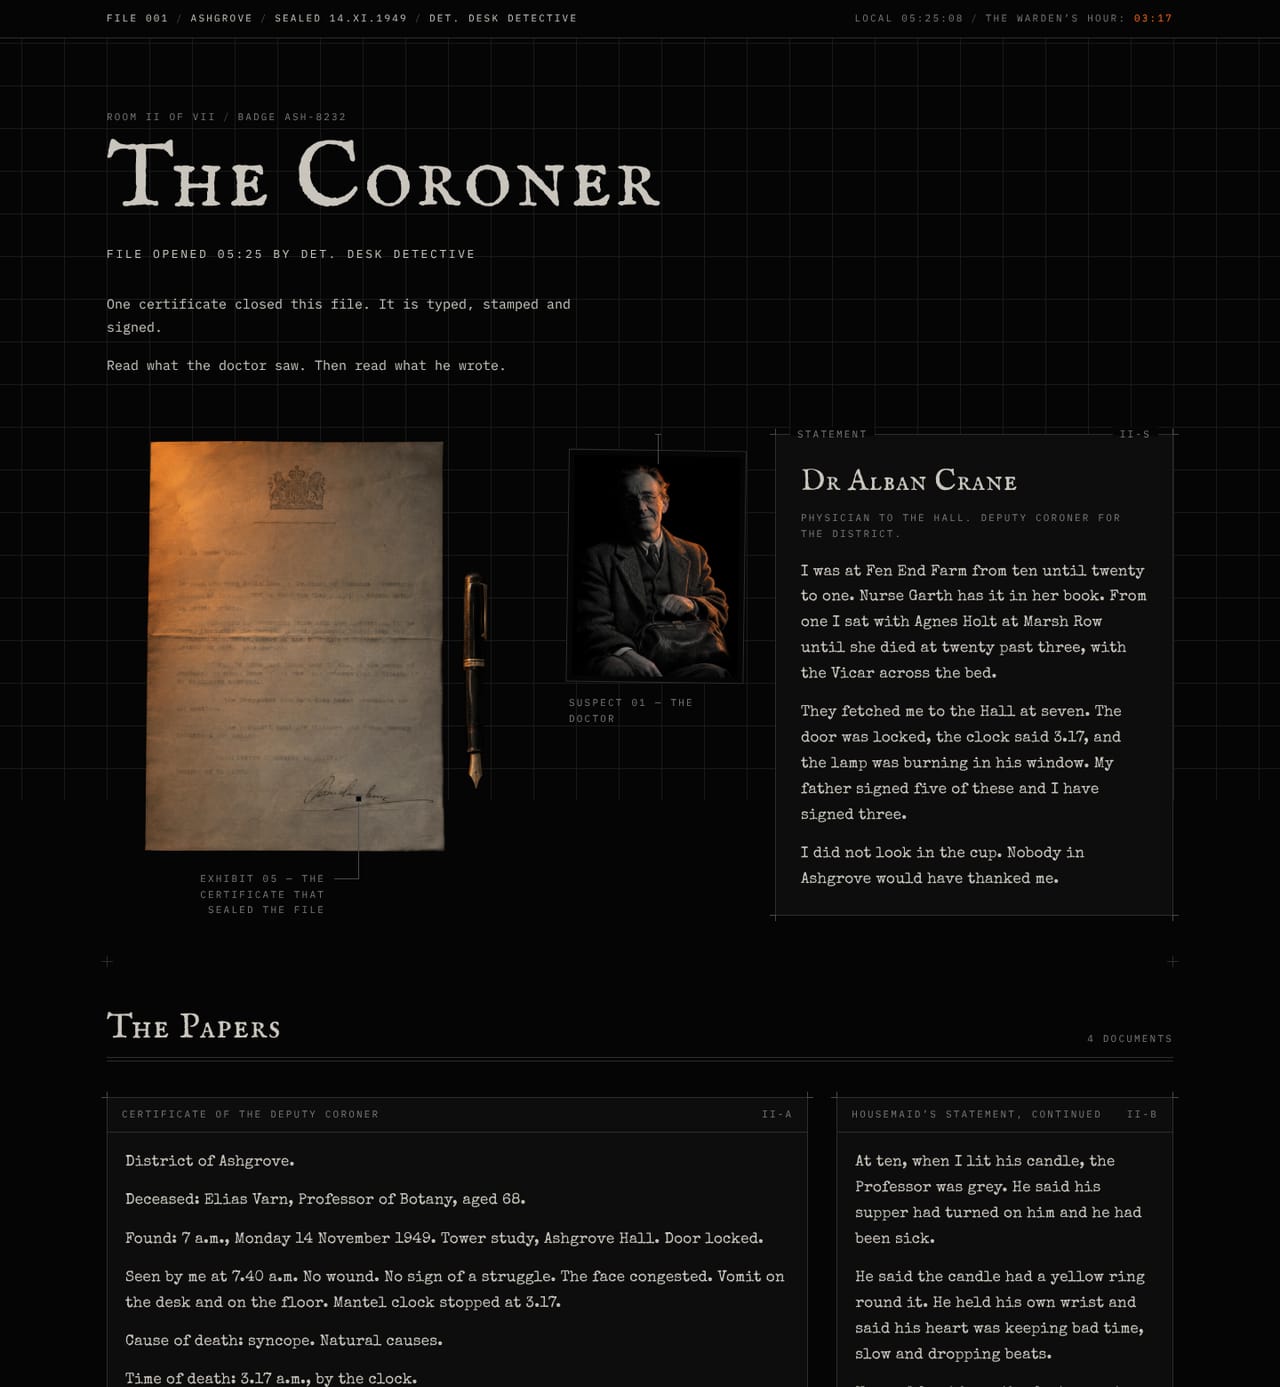 FILE 001 / ASHGROVE / SEALED 14.XI.1949 / DET. DESK DETECTIVE
LOCAL 05:25:08 / THE WARDEN'S HOUR: 03:17
ROOM II OF VII / BADGE ASH-8232
The Coroner
FILE OPENED 05:25 BY DET. DESK DETECTIVE
One certificate closed this file. It is typed, stamped and
signed.
Read what the doctor saw. Then read what he wrote.
EXHIBIT 05 — THE
CERTIFICATE THAT
SEALED THE FILE
SUSPECT 01 — THE
DOCTOR
STATEMENT
II-S
Dr Alban Crane
PHYSICIAN TO THE HALL. DEPUTY CORONER FOR
THE DISTRICT.
I was at Fen End Farm from ten until twenty
to one. Nurse Garth has it in her book. From
one I sat with Agnes Holt at Marsh Row
until she died at twenty past three, with
the Vicar across the bed.
They fetched me to the Hall at seven. The
door was locked, the clock said 3.17, and
the lamp was burning in his window. My
father signed five of these and I have
signed three.
I did not look in the cup. Nobody in
Ashgrove would have thanked me.
The Papers
4 DOCUMENTS
CERTIFICATE OF THE DEPUTY CORONER
II-A
District of Ashgrove.
Deceased: Elias Varn, Professor of Botany, aged 68.
Found: 7 a.m., Monday 14 November 1949. Tower study, Ashgrove Hall. Door locked.
Seen by me at 7.40 a.m. No wound. No sign of a struggle. The face congested. Vomit on
the desk and on the floor. Mantel clock stopped at 3.17.
Cause of death: syncope. Natural causes.
Time of death: 3.17 a.m., by the clock.
HOUSEMAID'S STATEMENT, CONTINUED
II-B
At ten, when I lit his candle, the
Professor was grey. He said his
supper had turned on him and he had
been sick.
He said the candle had a yellow ring
round it. He held his own wrist and
said his heart was keeping bad time,
slow and dropping beats.